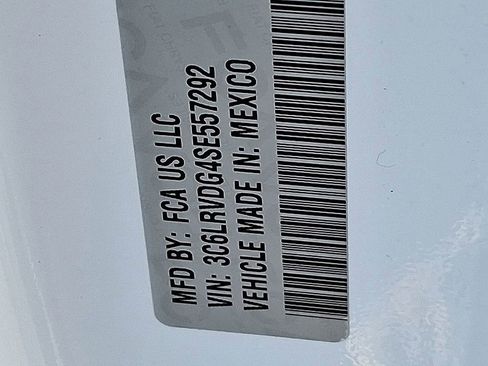 MFD BY: FCA US LLC
VIN: 3C6LRVDG4SE557292
VEHICLE MADE IN: MEXICO